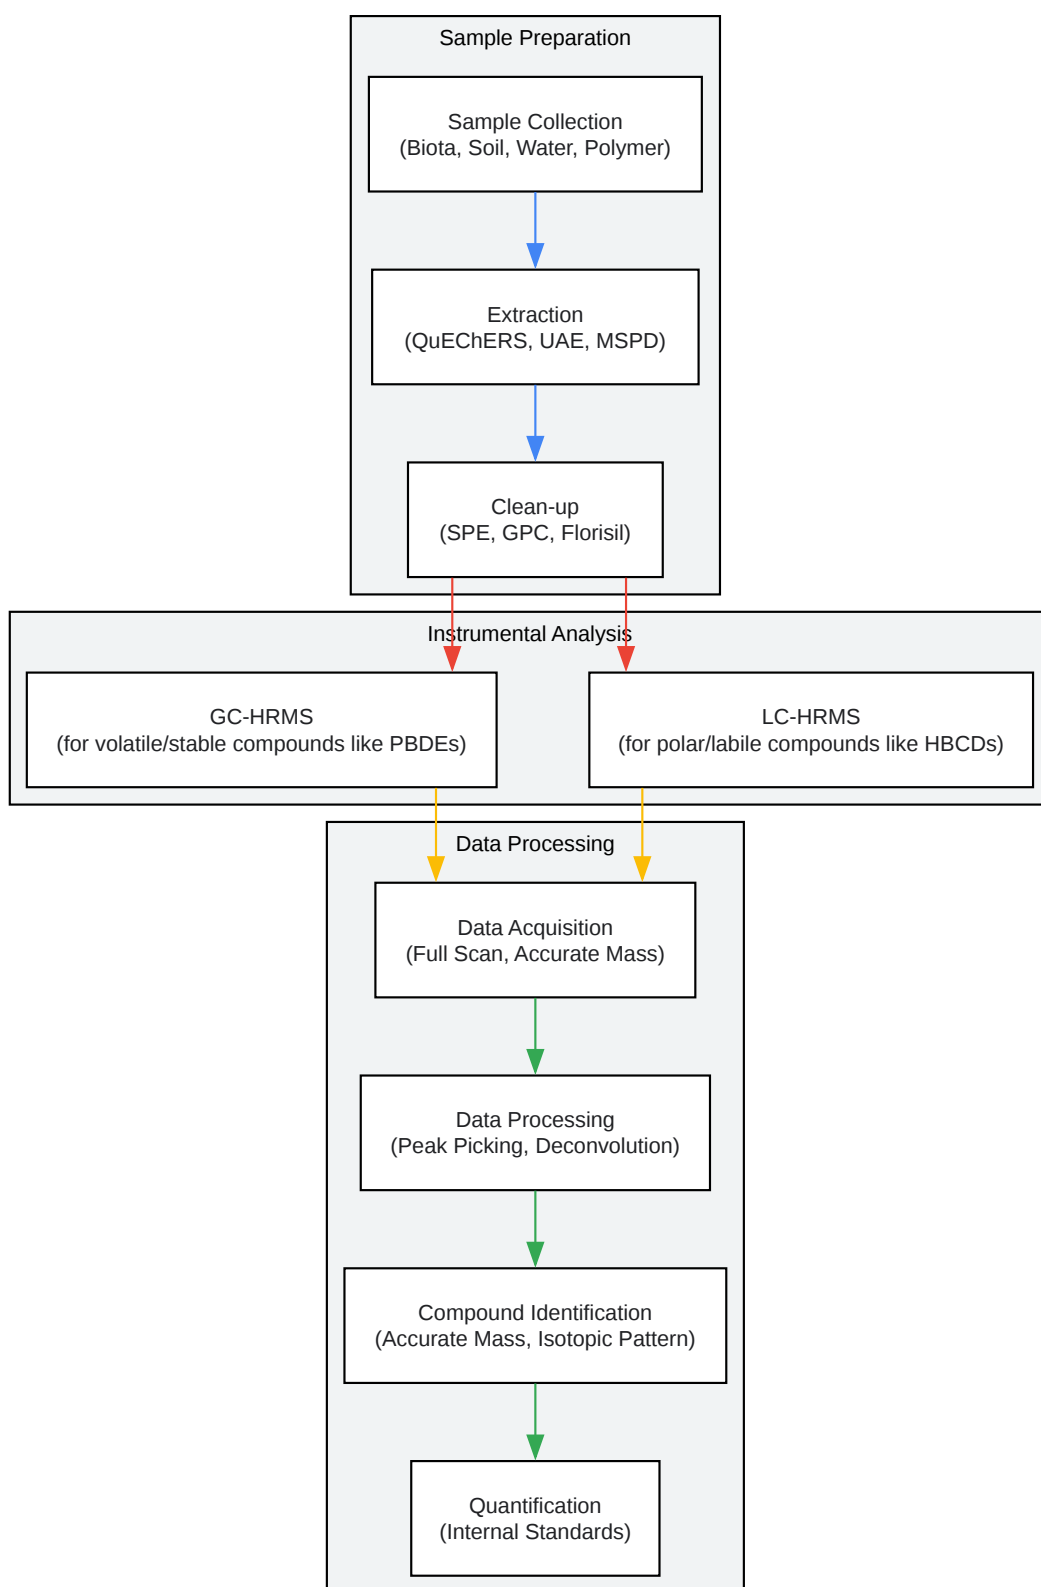 Sample Preparation
Sample Collection
(Biota, Soil, Water, Polymer)
Extraction
(QuEChERS, UAE, MSPD)
Clean-up
(SPE, GPC, Florisil)
Instrumental Analysis
GC-HRMS
(for volatile/stable compounds like PBDEs)
LC-HRMS
(for polar/labile compounds like HBCDs)
Data Processing
Data Acquisition
(Full Scan, Accurate Mass)
Data Processing
(Peak Picking, Deconvolution)
Compound Identification
(Accurate Mass, Isotopic Pattern)
Quantification
(Internal Standards)